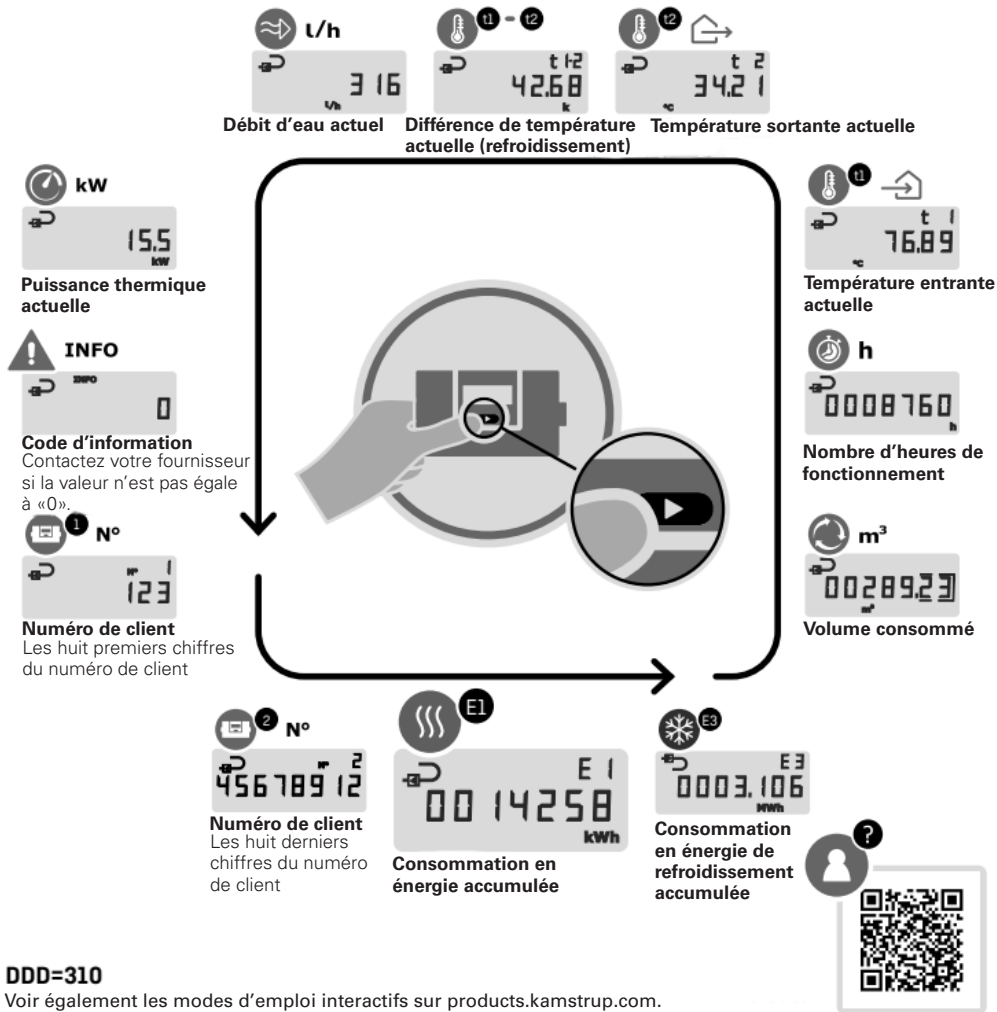 l/h
316
l/h
Débit d'eau actuel
t1 - t2
t 1-2
42.68
k
Différence de température
actuelle (refroidissement)
t2
t 2
34.21
°C
Température sortante actuelle
kW
15.5
kW
Puissance thermique
actuelle
t1
t 1
76.89
°C
Température entrante
actuelle
INFO
INFO
0
Code d'information
Contactez votre fournisseur
si la valeur n'est pas égale
à «0».
h
0008760
h
Nombre d'heures de
fonctionnement
1 N°
N° 1
123
Numéro de client
Les huit premiers chiffres
du numéro de client
m³
00289.23
m³
Volume consommé
2 N°
N° 2
45678912
Numéro de client
Les huit derniers
chiffres du numéro
de client
E1
E 1
0014258
kWh
Consommation en
énergie accumulée
E3
E 3
0003.106
MWh
Consommation
en énergie de
refroidissement
accumulée
?
DDD=310
Voir également les modes d'emploi interactifs sur products.kamstrup.com.